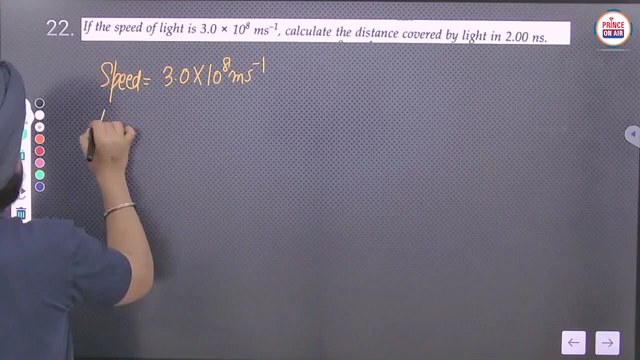 22. If the speed of light is 3.0 × 10⁸ ms⁻¹, calculate the distance covered by light in 2.00 ns.
PRINCE
ON AIR
Speed = 3.0 X 10⁸ ms⁻¹